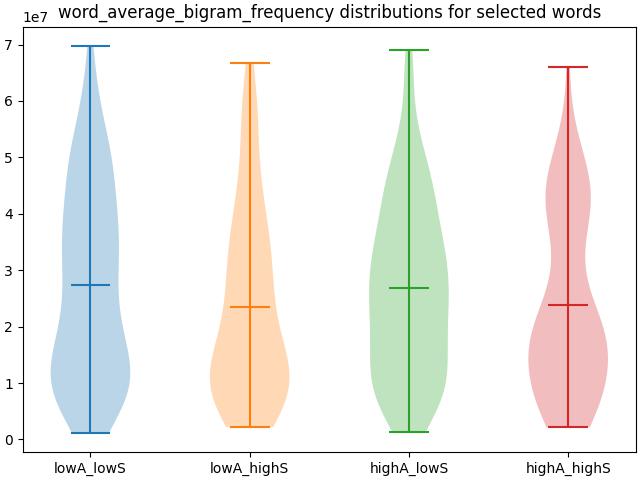 word_average_bigram_frequency distributions for selected words
1e7
7
6
5
4
3
2
1
0
lowA_lowS
lowA_highS
highA_lowS
highA_highS